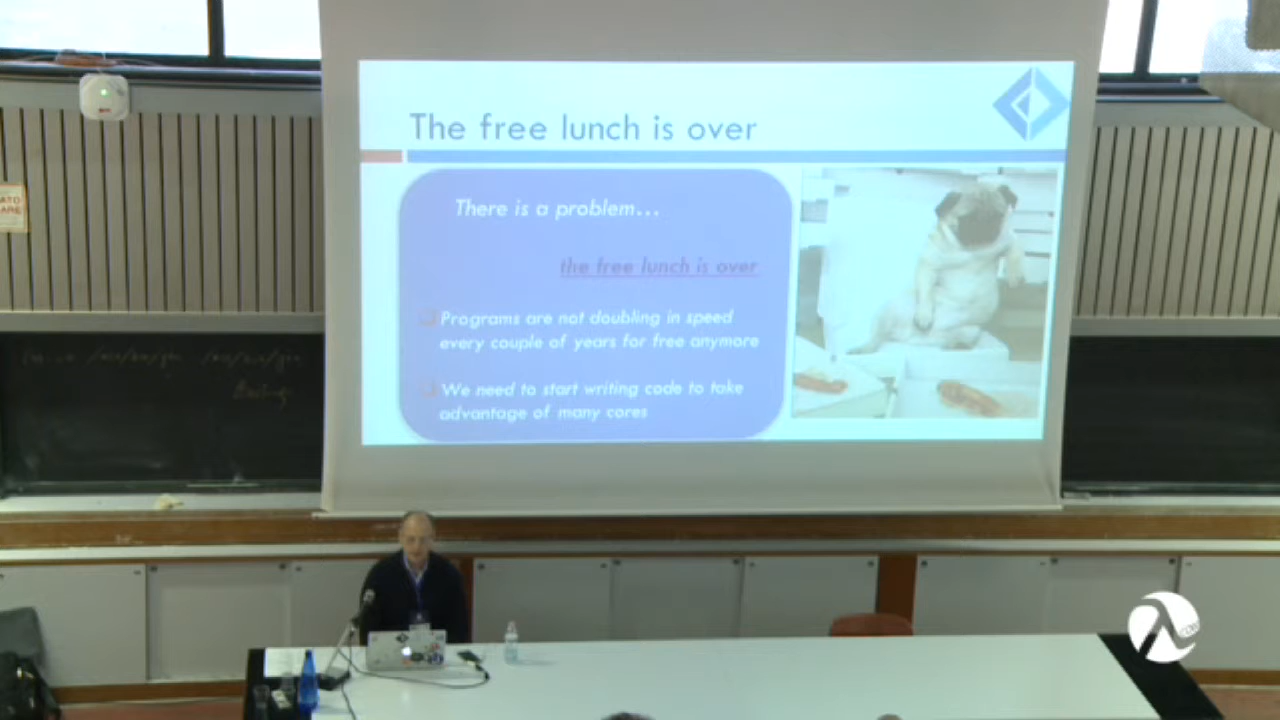 The free lunch is over
There is a problem...
the free lunch is over
Programs are not doubling in speed
every couple of years for free anymore
We need to start writing code to take
advantage of many cores